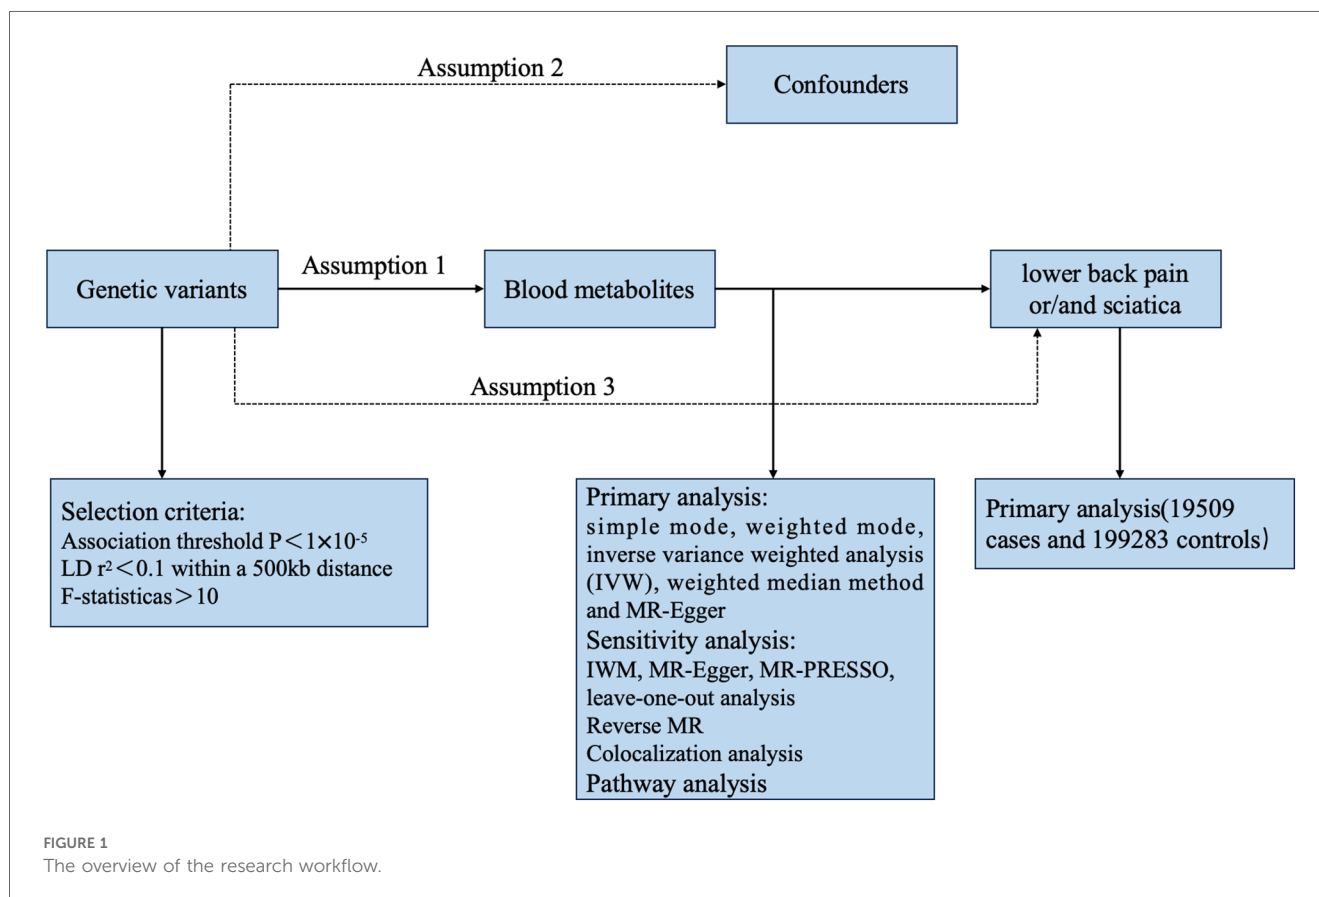 Assumption 2
Confounders
Genetic variants
Assumption 1
Blood metabolites
lower back pain
or/and sciatica
Assumption 3
Selection criteria:
Association threshold P<1×10⁻⁵
LD r²<0.1 within a 500kb distance
F-statisticas>10
Primary analysis:
simple mode, weighted mode,
inverse variance weighted analysis
(IVW), weighted median method
and MR-Egger
Sensitivity analysis:
IWM, MR-Egger, MR-PRESSO,
leave-one-out analysis
Reverse MR
Colocalization analysis
Pathway analysis
Primary analysis(19509
cases and 199283 controls)
FIGURE 1
The overview of the research workflow.